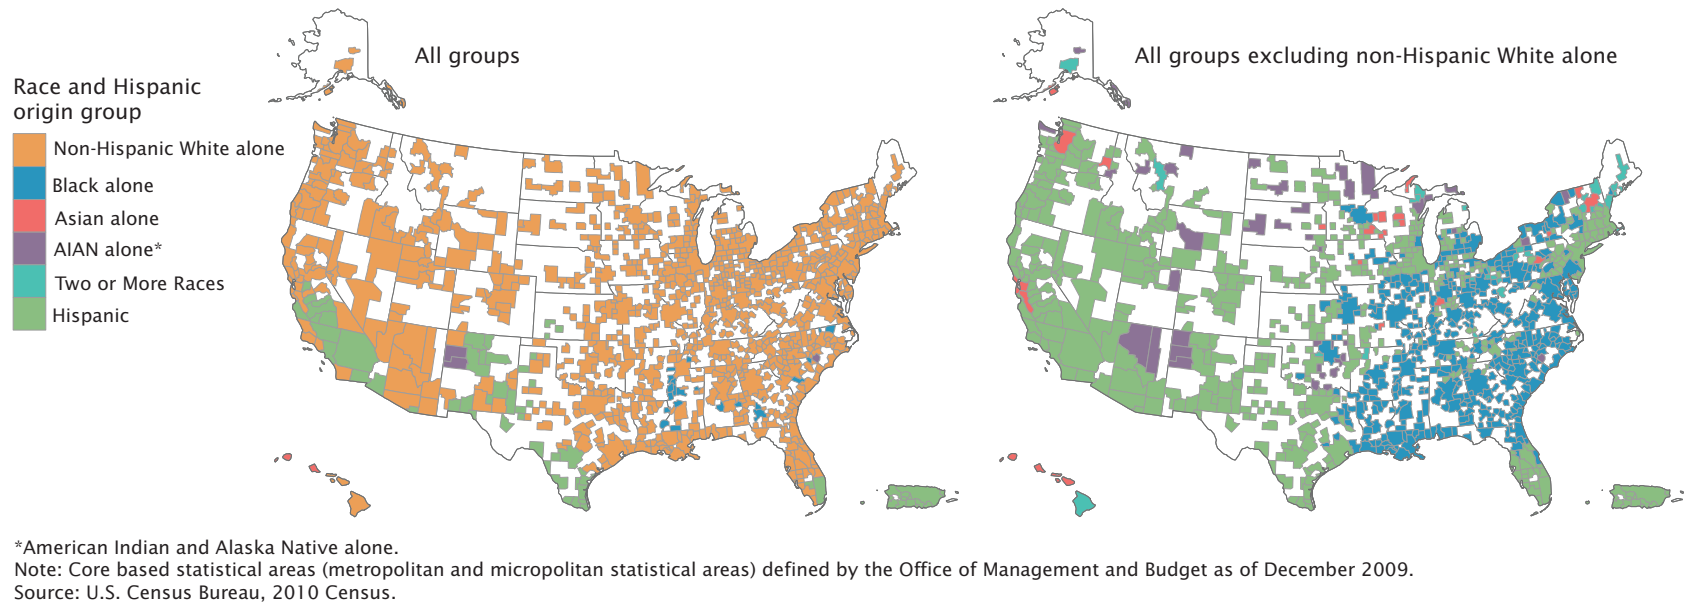 All groups
All groups excluding non-Hispanic White alone
Race and Hispanic
origin group
Non-Hispanic White alone
Black alone
Asian alone
AIAN alone*
Two or More Races
Hispanic
*American Indian and Alaska Native alone.
Note: Core based statistical areas (metropolitan and micropolitan statistical areas) defined by the Office of Management and Budget as of December 2009.
Source: U.S. Census Bureau, 2010 Census.